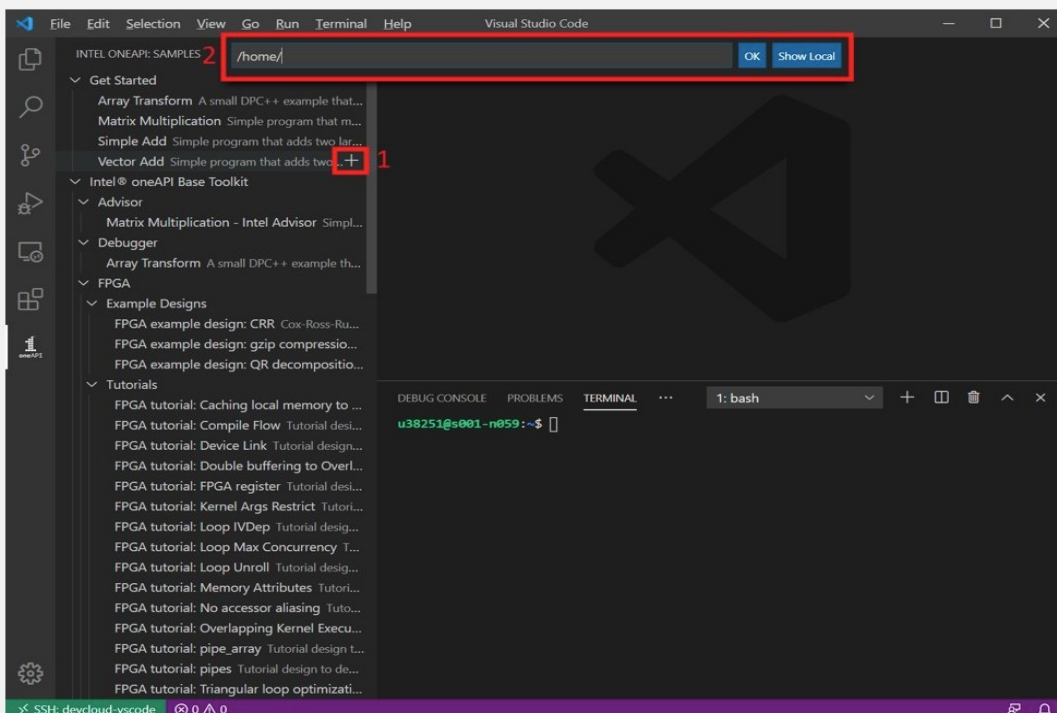 File Edit Selection View Go Run Terminal Help Visual Studio Code
INTEL ONEAPI: SAMPLES 2 /home/ OK Show Local
Get Started
Array Transform A small DPC++ example that...
Matrix Multiplication Simple program that m...
Simple Add Simple program that adds two lar...
Vector Add Simple program that adds two... 1
Intel® oneAPI Base Toolkit
Advisor
Matrix Multiplication - Intel Advisor Simpl...
Debugger
Array Transform A small DPC++ example th...
FPGA
Example Designs
FPGA example design: CRR Cox-Ross-Ru...
FPGA example design: gzip compressio...
oneAPI
FPGA example design: QR decompositio...
Tutorials
FPGA tutorial: Caching local memory to ...
FPGA tutorial: Compile Flow Tutorial desi...
FPGA tutorial: Device Link Tutorial design...
FPGA tutorial: Double buffering to Overl...
FPGA tutorial: FPGA register Tutorial desi...
FPGA tutorial: Kernel Args Restrict Tutori...
FPGA tutorial: Loop IVDep Tutorial desig...
FPGA tutorial: Loop Max Concurrency T...
FPGA tutorial: Loop Unroll Tutorial desig...
FPGA tutorial: Memory Attributes Tutori...
FPGA tutorial: No accessor aliasing Tuto...
FPGA tutorial: Overlapping Kernel Execu...
FPGA tutorial: pipe_array Tutorial design t...
FPGA tutorial: pipes Tutorial design to de...
FPGA tutorial: Triangular loop optimizati...
DEBUG CONSOLE PROBLEMS TERMINAL ... 1: bash
u38251@s001-n059:~$
SSH: devcloud-vscode 0 0